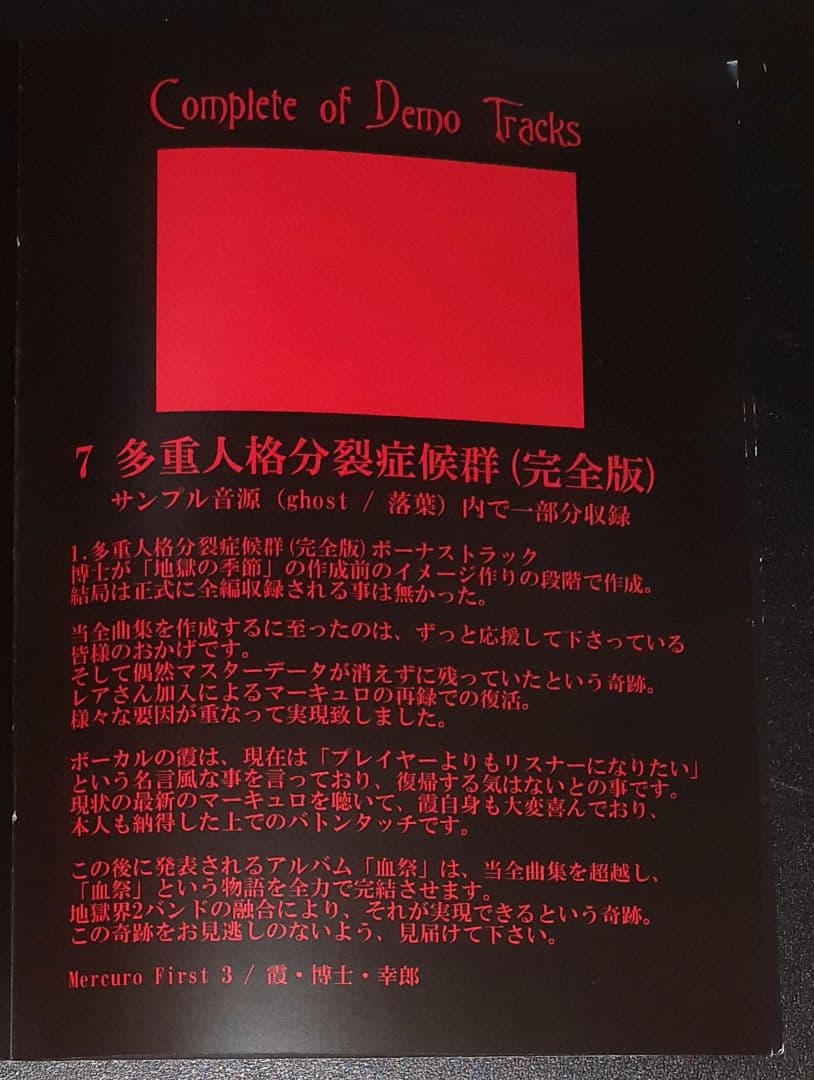 Complete of Demo Tracks
7 多重人格分裂症候群(完全版)
サンプル音源 (ghost / 落葉) 内で一部分収録
1.多重人格分裂症候群(完全版)ボーナストラック
博士が「地獄の季節」の作成前のイメージ作りの段階で作成。
結局は正式に全編収録される事は無かった。
当全曲集を作成するに至ったのは、ずっと応援して下さっている
皆様のおかげです。
そして偶然マスターデータが消えずに残っていたという奇跡。
レアさん加入によるマーキュロの再録での復活。
様々な要因が重なって実現致しました。
ボーカルの霞は、現在は「プレイヤーよりもリスナーになりたい」
という名言風な事を言っており、復帰する気はないとの事です。
現状の最新のマーキュロを聴いて、霞自身も大変喜んでおり、
本人も納得した上でのバトンタッチです。
この後に発表されるアルバム「血祭」は、当全曲集を超越し、
「血祭」という物語を全力で完結させます。
地獄界2バンドの融合により、それが実現できるという奇跡。
この奇跡をお見逃しのないよう、見届けて下さい。
Mercuro First 3 / 霞・博士・幸郎